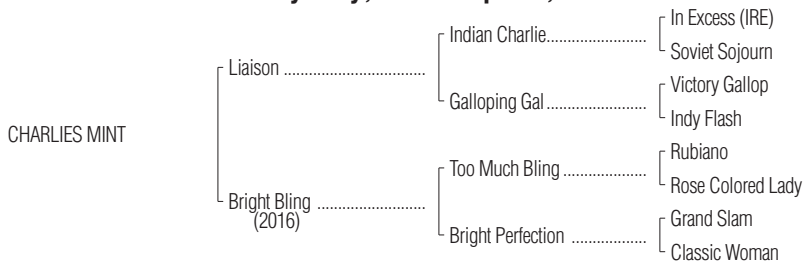 In Excess (IRE)
Indian Charlie
Soviet Sojourn
Liaison
Victory Gallop
Galloping Gal
Indy Flash
CHARLIES MINT
Rubiano
Too Much Bling
Rose Colored Lady
Bright Bling
(2016)
Grand Slam
Bright Perfection
Classic Woman